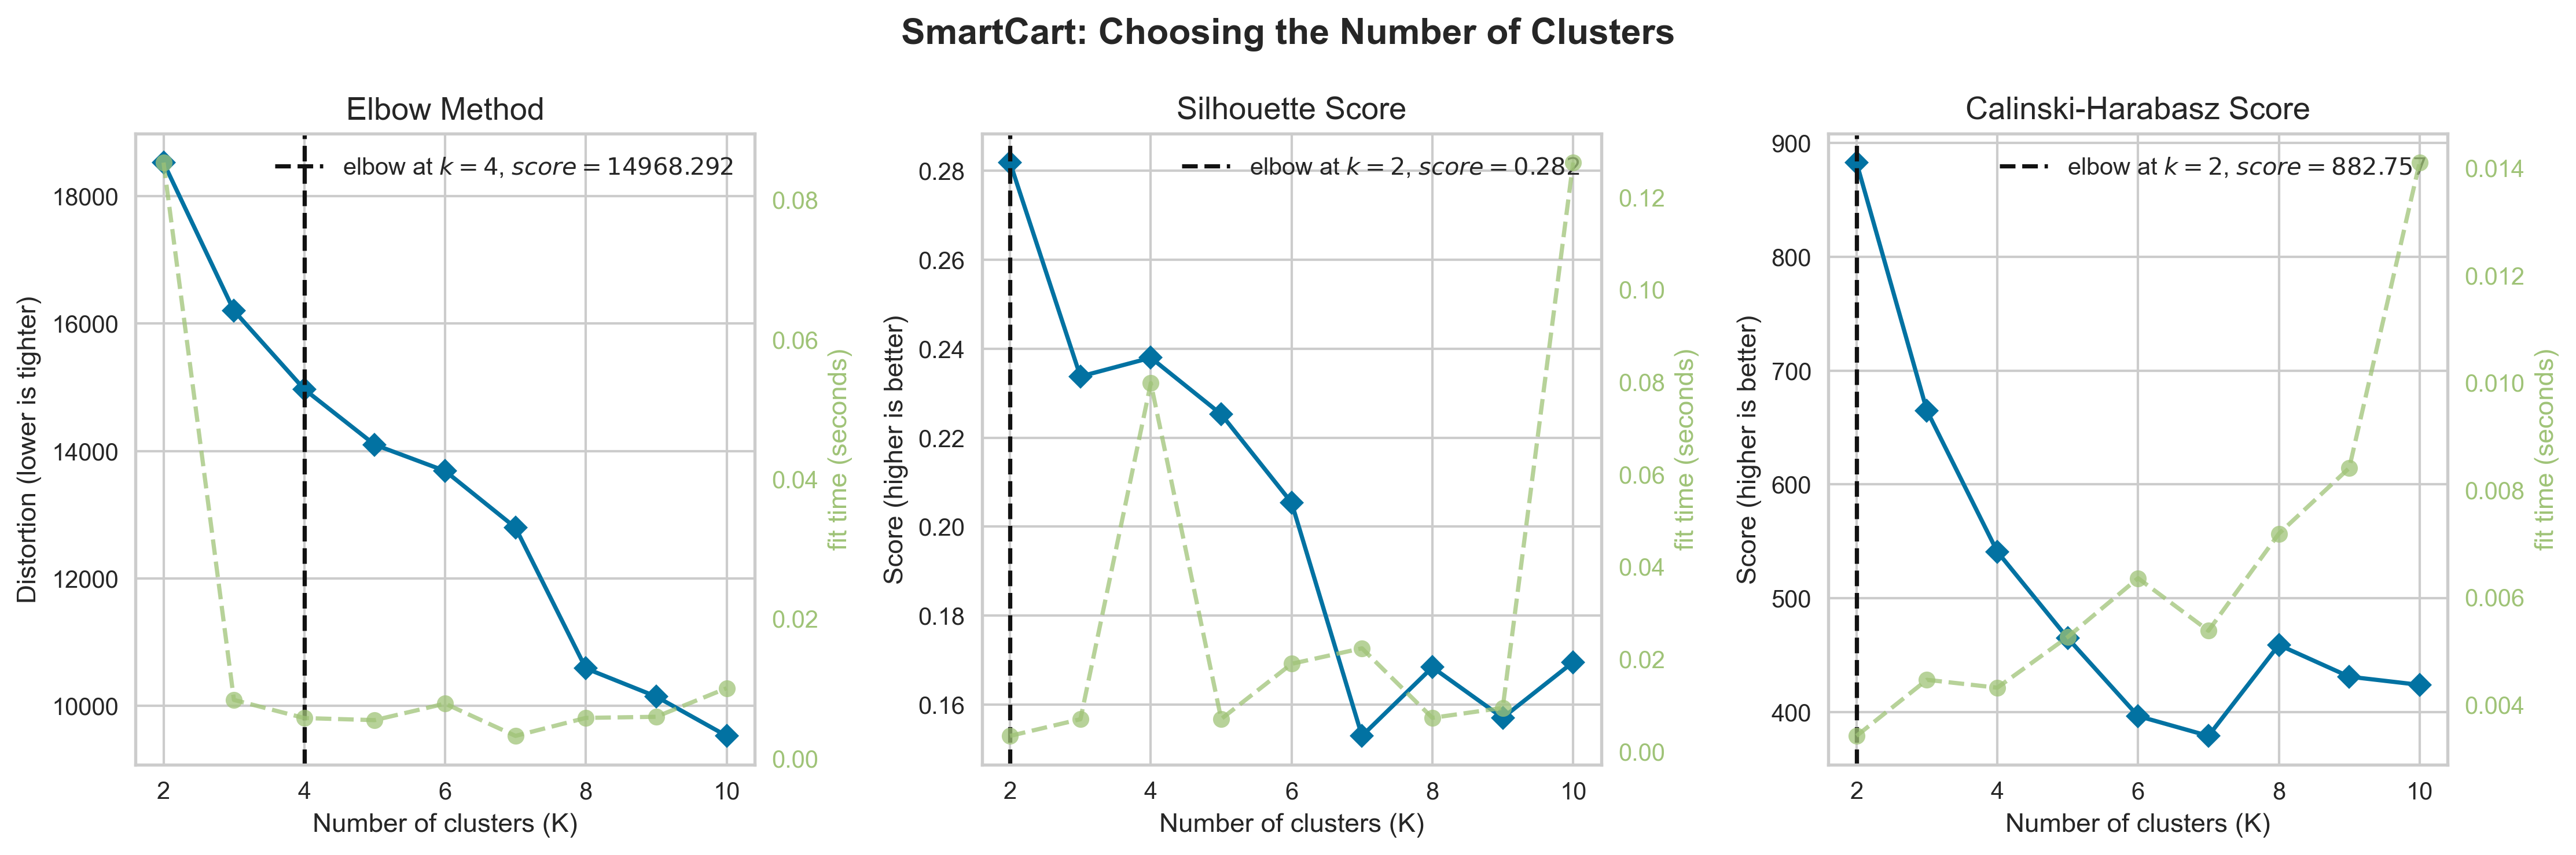 SmartCart: Choosing the Number of Clusters
Elbow Method
elbow at k = 4, score = 14968.292
18000
16000
14000
12000
10000
Distortion (lower is tighter)
0.08
0.06
0.04
0.02
0.00
fit time (seconds)
2 4 6 8 10
Number of clusters (K)
Silhouette Score
elbow at k = 2, score = 0.282
0.28
0.26
0.24
0.22
0.20
0.18
0.16
Score (higher is better)
0.12
0.10
0.08
0.06
0.04
0.02
0.00
fit time (seconds)
2 4 6 8 10
Number of clusters (K)
Calinski-Harabasz Score
elbow at k = 2, score = 882.757
900
800
700
600
500
400
Score (higher is better)
0.014
0.012
0.010
0.008
0.006
0.004
fit time (seconds)
2 4 6 8 10
Number of clusters (K)